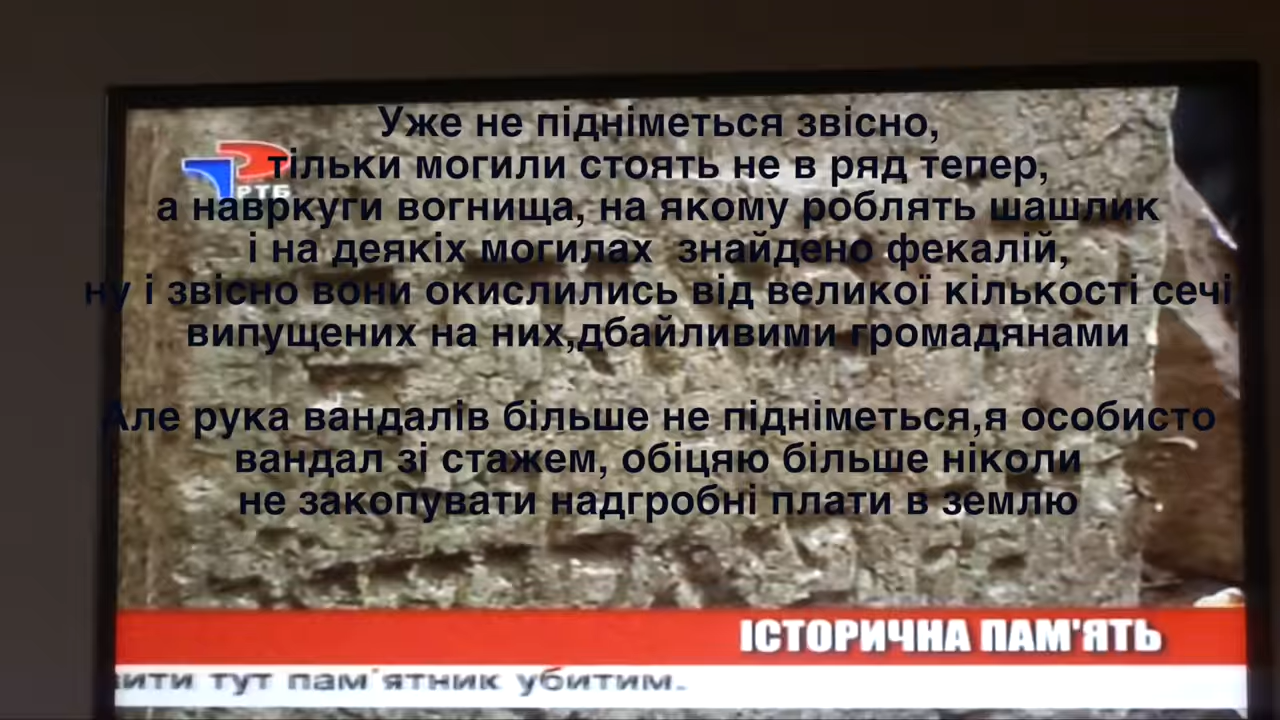 Уже не підніметься звісно,
РТБ
тільки могили стоять не в ряд тепер,
а навркуги вогнища, на якому роблять шашлик
і на деякіх могилах знайдено фекалій,
ну і звісно вони окислились від великої кількості сечі
випущених на них,дбайливими громадянами
Але рука вандалів більше не підніметься,я особисто
вандал зі стажем, обіцяю більше ніколи
не закопувати надгробні плати в землю
ІСТОРИЧНА ПАМ'ЯТЬ
тут пам'ятник убитим.